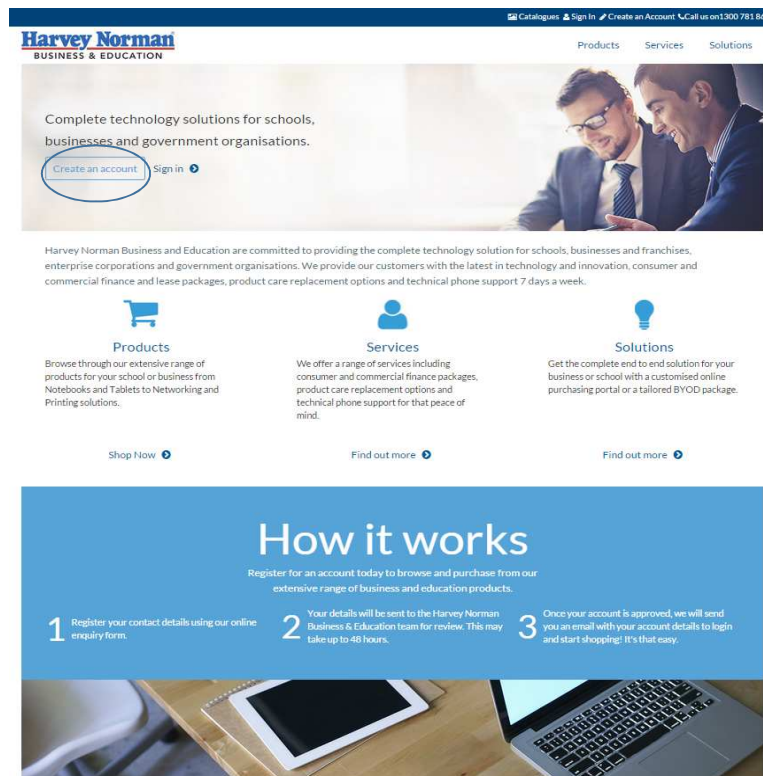 Catalogues Sign In Create an Account Call us on1300 781 86
Harvey Norman
BUSINESS & EDUCATION
Products Services Solutions
Complete technology solutions for schools,
businesses and government organisations.
Create an account Sign in
Harvey Norman Business and Education are committed to providing the complete technology solution for schools, businesses and franchises,
enterprise corporations and government organisations. We provide our customers with the latest in technology and innovation, consumer and
commercial finance and lease packages, product care replacement options and technical phone support 7 days a week.
Products
Browse through our extensive range of
products for your school or business from
Notebooks and Tablets to Networking and
Printing solutions.
Shop Now
Services
We offer a range of services including
consumer and commercial finance packages,
product care replacement options and
technical phone support for that peace of
mind.
Find out more
Solutions
Get the complete end to end solution for your
business or school with a customised online
purchasing portal or a tailored BYOD package.
Find out more
How it works
Register for an account today to browse and purchase from our
extensive range of business and education products.
1 Register your contact details using our online
enquiry form.
2 Your details will be sent to the Harvey Norman
Business & Education team for review. This may
take up to 48 hours.
3 Once your account is approved, we will send
you an email with your account details to login
and start shopping! It's that easy.